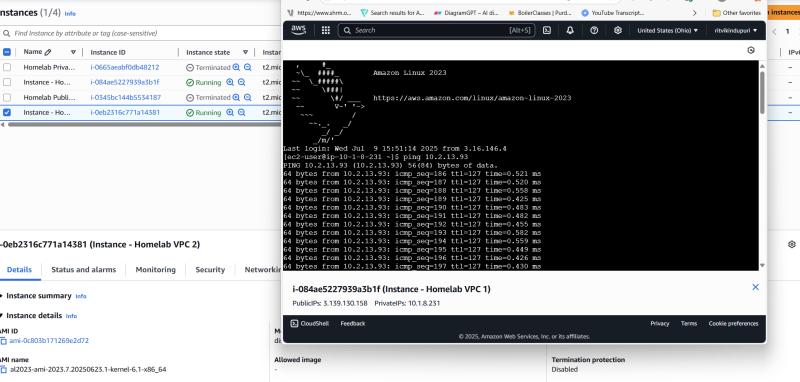 nstances (1/4) Info
Find Instance by attribute or tag (case-sensitive)
Name
Instance ID
Instance state
Insta
Homelab Priva...
i-0665aeabf0db48212
Terminated
t2.mic
Instance - Ho...
i-084ae5227939a3b1f
Running
t2.mic
Homelab Publi...
i-0345bc144b5534187
Terminated
t2.mic
Instance - Ho...
i-0eb2316c771a14381
Running
t2.mic
https://www.shrm.o...
Search results for A...
DiagramGPT – AI di...
BoilerClasses | Purd...
YouTube Transcript...
Other favorites
aws
Search
[Alt+S]
United States (Ohio)
ritvikindupuri
instances
1
IPv
Amazon Linux 2023
https://aws.amazon.com/linux/amazon-linux-2023
Last login: Wed Jul 9 15:51:14 2025 from 3.16.146.4
[ec2-user@ip-10-1-8-231 ~]$ ping 10.2.13.93
PING 10.2.13.93 (10.2.13.93) 56(84) bytes of data.
64 bytes from 10.2.13.93: icmp_seq=186 ttl=127 time=0.521 ms
64 bytes from 10.2.13.93: icmp_seq=187 ttl=127 time=0.520 ms
64 bytes from 10.2.13.93: icmp_seq=188 ttl=127 time=0.558 ms
64 bytes from 10.2.13.93: icmp_seq=189 ttl=127 time=0.425 ms
64 bytes from 10.2.13.93: icmp_seq=190 ttl=127 time=0.483 ms
64 bytes from 10.2.13.93: icmp_seq=191 ttl=127 time=0.482 ms
64 bytes from 10.2.13.93: icmp_seq=192 ttl=127 time=0.455 ms
64 bytes from 10.2.13.93: icmp_seq=193 ttl=127 time=0.582 ms
64 bytes from 10.2.13.93: icmp_seq=194 ttl=127 time=0.559 ms
64 bytes from 10.2.13.93: icmp_seq=195 ttl=127 time=0.449 ms
64 bytes from 10.2.13.93: icmp_seq=196 ttl=127 time=0.426 ms
64 bytes from 10.2.13.93: icmp_seq=197 ttl=127 time=0.430 ms
i-084ae5227939a3b1f (Instance - Homelab VPC 1)
PublicIPs: 3.139.130.158 PrivateIPs: 10.1.8.231
CloudShell
Feedback
Privacy
Terms
Cookie preferences
© 2025, Amazon Web Services, Inc. or its affiliates.
-0eb2316c771a14381 (Instance - Homelab VPC 2)
Details
Status and alarms
Monitoring
Security
Networkin
Instance summary Info
Instance details Info
AMI ID
ami-0c803b171269e2d72
AMI name
al2023-ami-2023.7.20250623.1-kernel-6.1-x86_64
Mo
di
Allowed image
-
Termination protection
Disabled